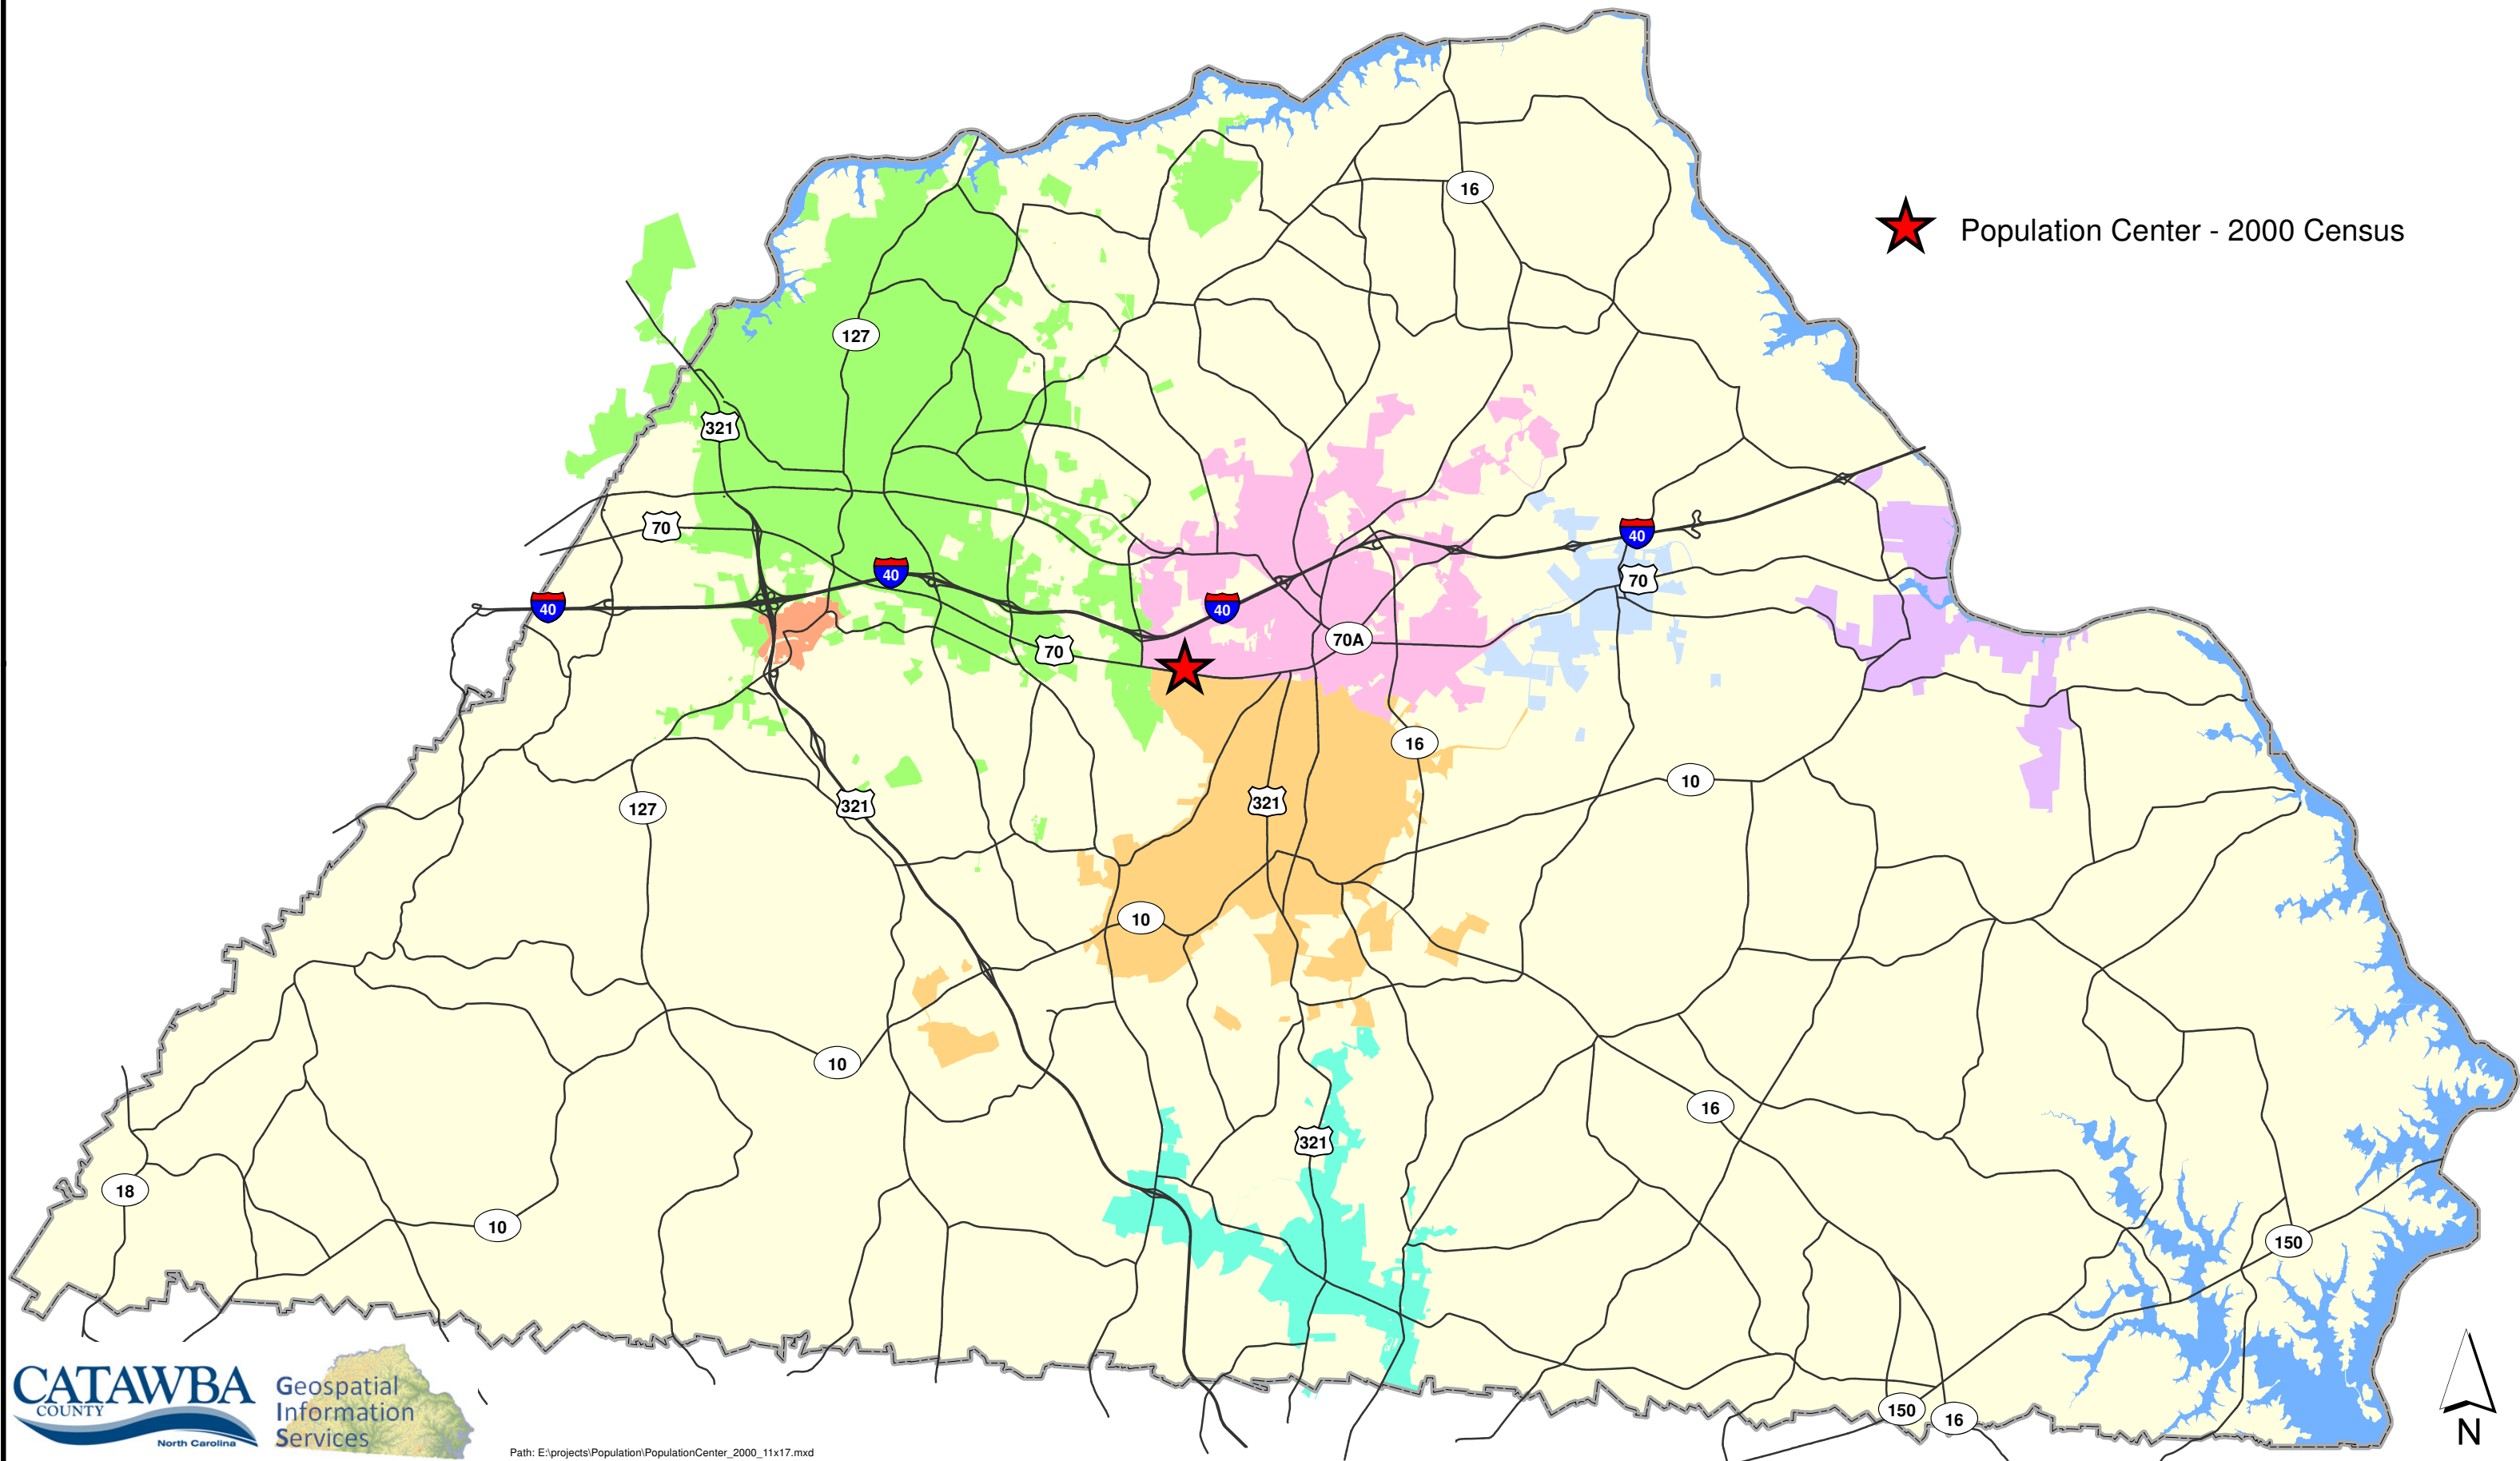 16
Population Center - 2000 Census
127
321
70
40
40
70
40
40
70A
70
16
10
127
321
321
10
10
16
321
18
10
150
CATAWBA
COUNTY
North Carolina
Geospatial
Information
Services
150
16
N
Path: E:\projects\Population\PopulationCenter_2000_11x17.mxd